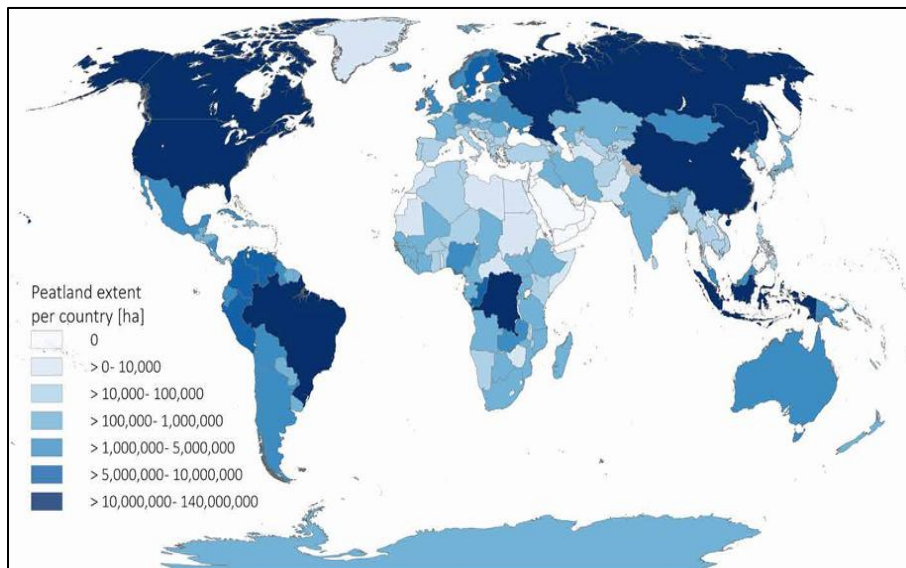 Peatland extent
per country [ha]
0
> 0- 10,000
> 10,000- 100,000
> 100,000- 1,000,000
> 1,000,000- 5,000,000
> 5,000,000- 10,000,000
> 10,000,000- 140,000,000